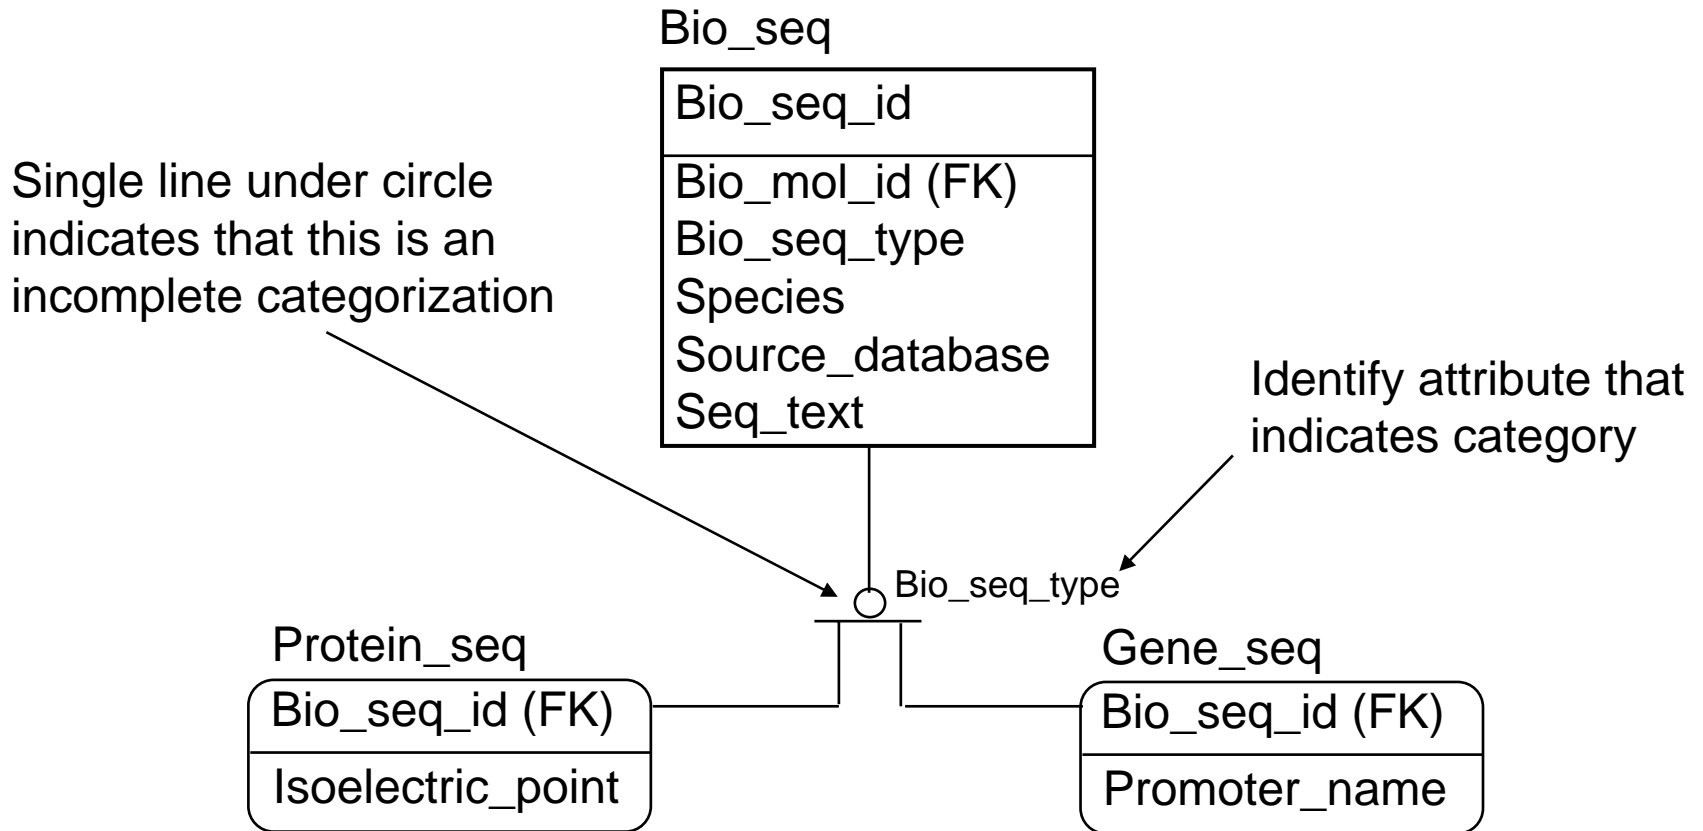 Bio_seq
Bio_seq_id
Bio_mol_id (FK)
Bio_seq_type
Species
Source_database
Seq_text
Single line under circle
indicates that this is an
incomplete categorization
Identify attribute that
indicates category
Bio_seq_type
Protein_seq
Bio_seq_id (FK)
Isoelectric_point
Gene_seq
Bio_seq_id (FK)
Promoter_name